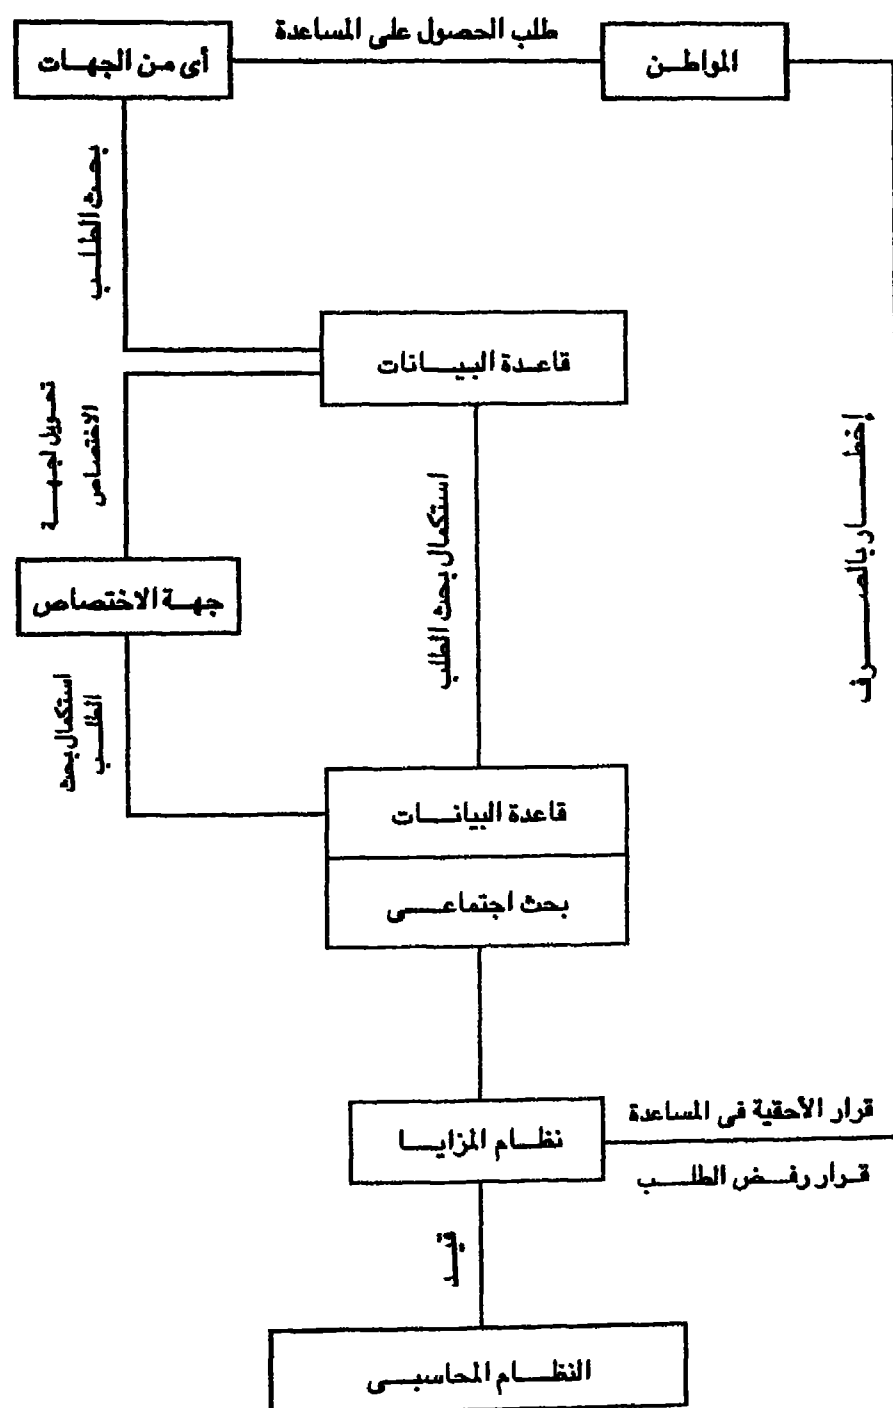 طلب الحصول على المساعدة
المواطن
أى من الجهات
بحث الطلب
قاعدة البيانات
تحويل لجهة
الاختصاص
إخطار بالصرف
استكمال بحث الطلب
جهة الاختصاص
استكمال بحث
الطلب
قاعدة البيانات
بحث اجتماعى
قرار الأحقية فى المساعدة
نظام المزايا
قرار رفض الطلب
قيد
النظام المحاسبى